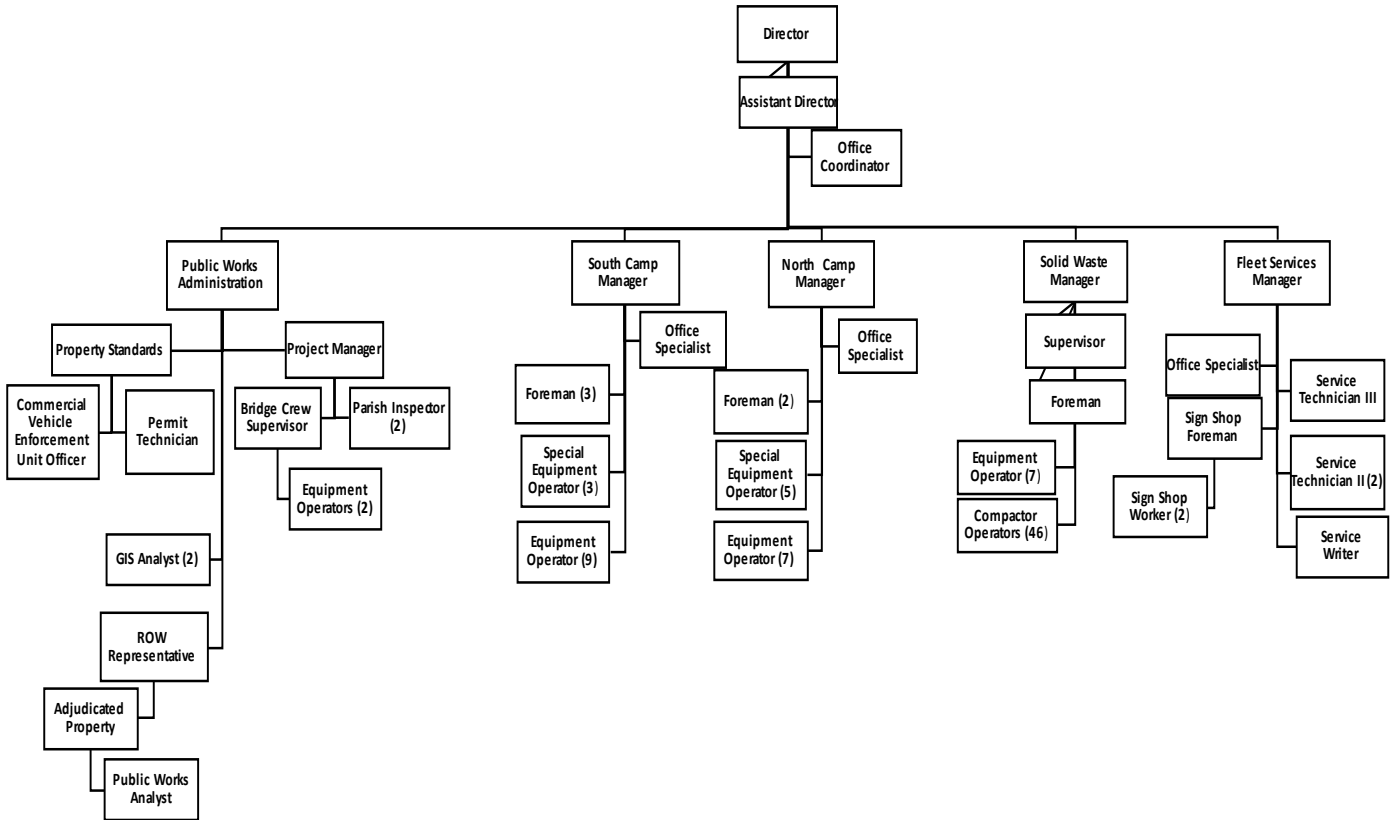 Director
Assistant Director
Office
Coordinator
Public Works
Administration
South Camp
Manager
North Camp
Manager
Solid Waste
Manager
Fleet Services
Manager
Property Standards
Project Manager
Commercial
Vehicle
Enforcement
Unit Officer
Permit
Technician
Bridge Crew
Supervisor
Parish Inspector
(2)
Equipment
Operators (2)
GIS Analyst (2)
ROW
Representative
Adjudicated
Property
Public Works
Analyst
Office
Specialist
Foreman (3)
Special
Equipment
Operator (3)
Equipment
Operator (9)
Office
Specialist
Foreman (2)
Special
Equipment
Operator (5)
Equipment
Operator (7)
Supervisor
Foreman
Equipment
Operator (7)
Compactor
Operators (46)
Office Specialist
Service
Technician III
Sign Shop
Foreman
Service
Technician II (2)
Sign Shop
Worker (2)
Service
Writer